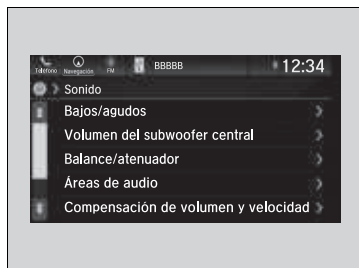 Teléfono Navegación FM BBBBB 12:34
Sonido
Bajos/agudos
Volumen del subwoofer central
Balance/atenuador
Áreas de audio
Compensación de volumen y velocidad